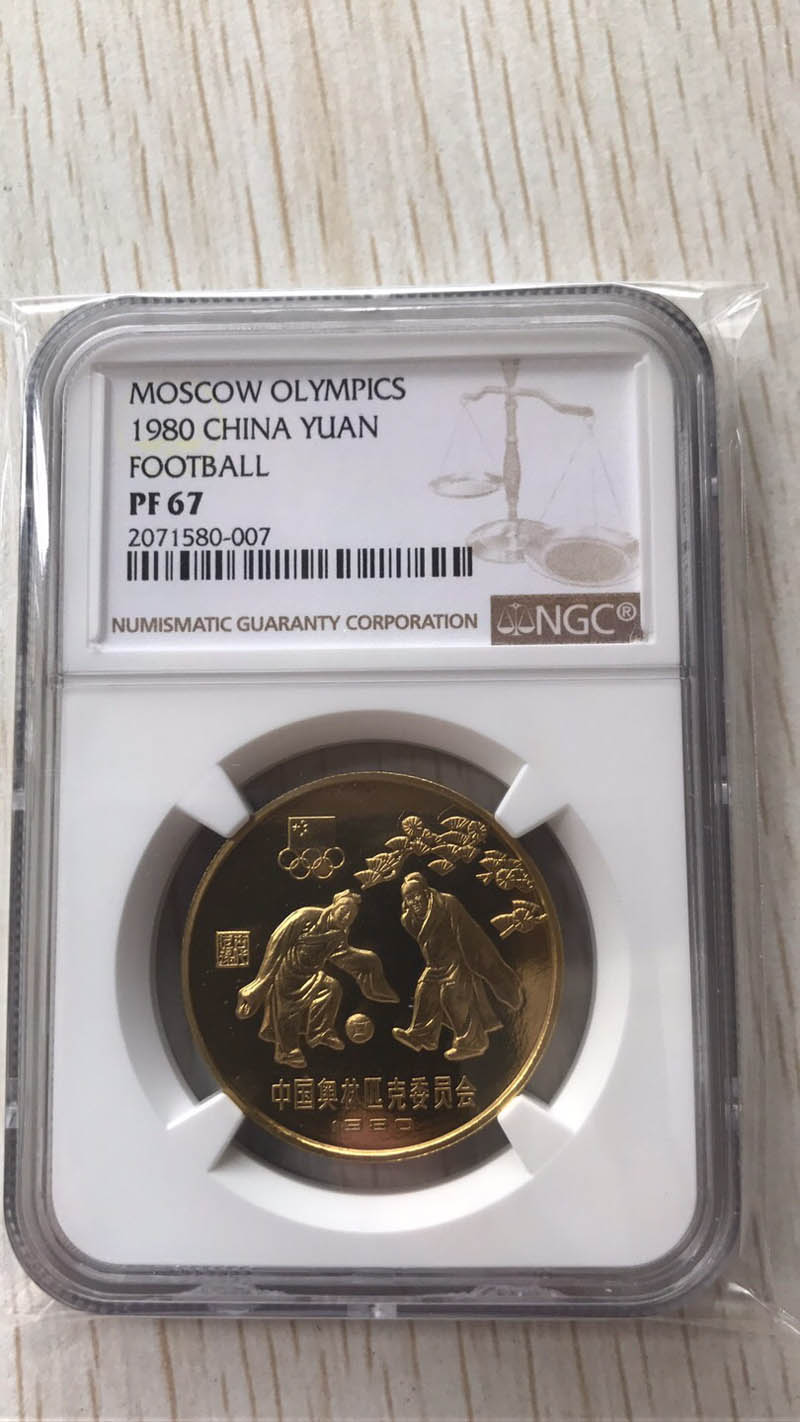 MOSCOW OLYMPICS
1980 CHINA YUAN
FOOTBALL
PF 67
2071580-007
NUMISMATIC GUARANTY CORPORATION
NGC®
中国奥林匹克委员会
1980